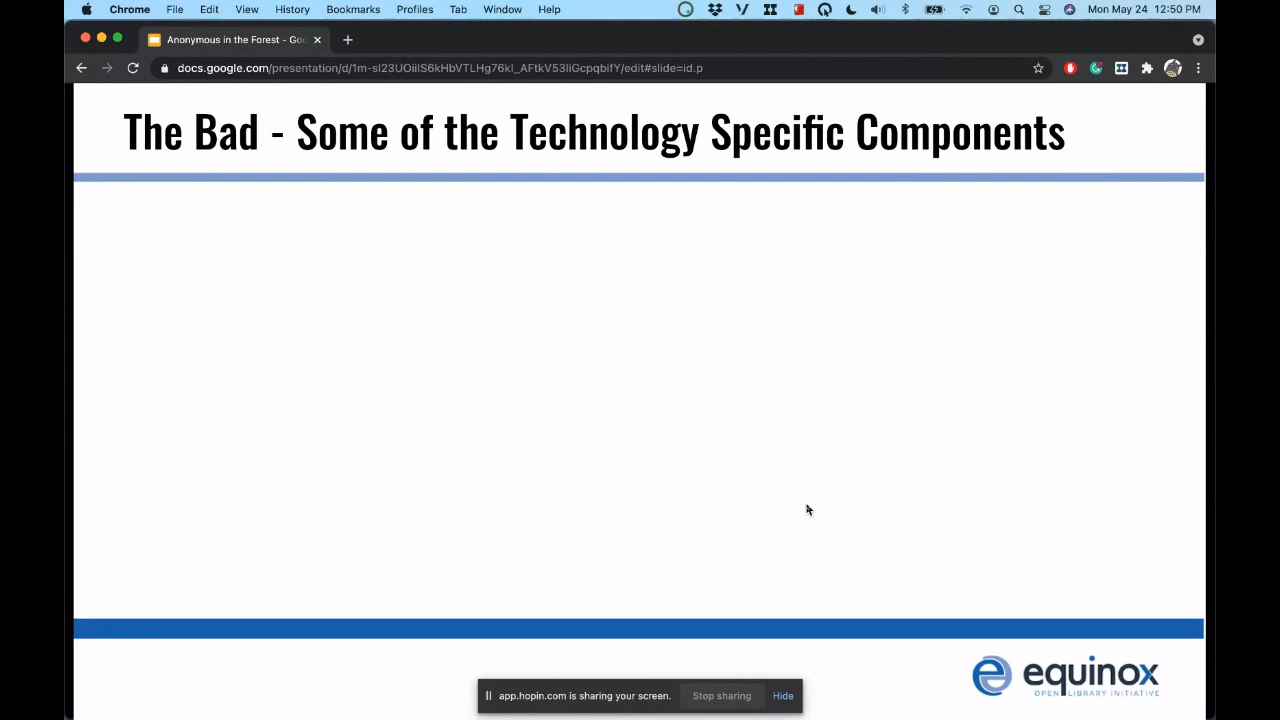 Chrome File Edit View History Bookmarks Profiles Tab Window Help Mon May 24 12:50 PM
Anonymous in the Forest - Goo
docs.google.com/presentation/d/1m-sI23UOiiIS6kHbVTLHg76kl_AFtkV53IiGcpqbifY/edit#slide=id.p
The Bad - Some of the Technology Specific Components
equinox
OPEN LIBRARY INITIATIVE
app.hopin.com is sharing your screen. Stop sharing Hide